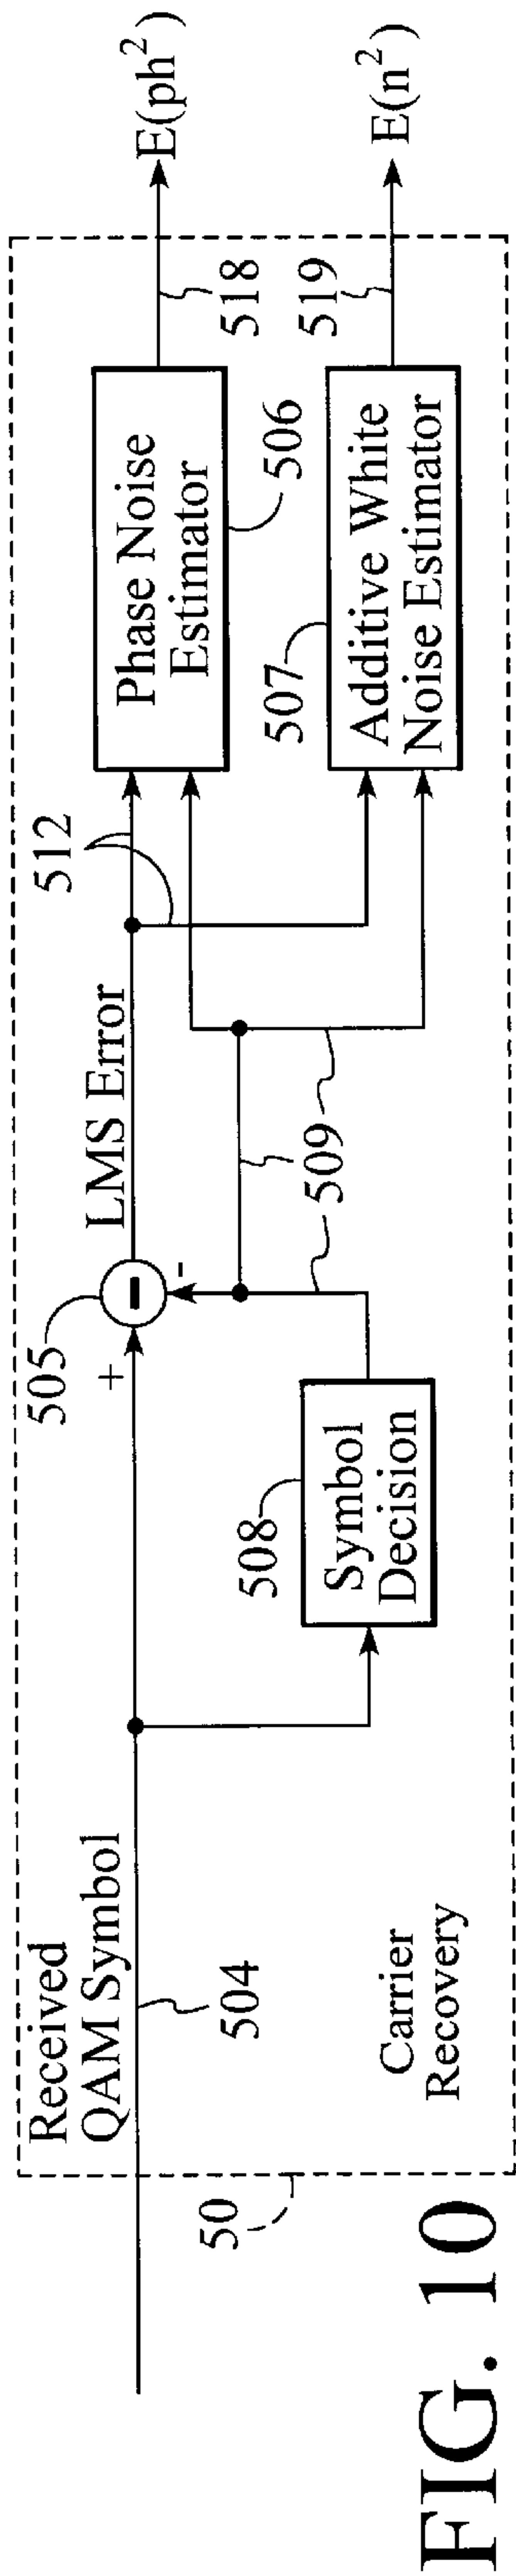 Received
QAM Symbol
504
505
+
-
LMS Error
512
Phase Noise
Estimator
506
518
E(ph²)
508
Symbol
Decision
509
507
Additive White
Noise Estimator
519
E(n²)
Carrier
Recovery
50
FIG. 10